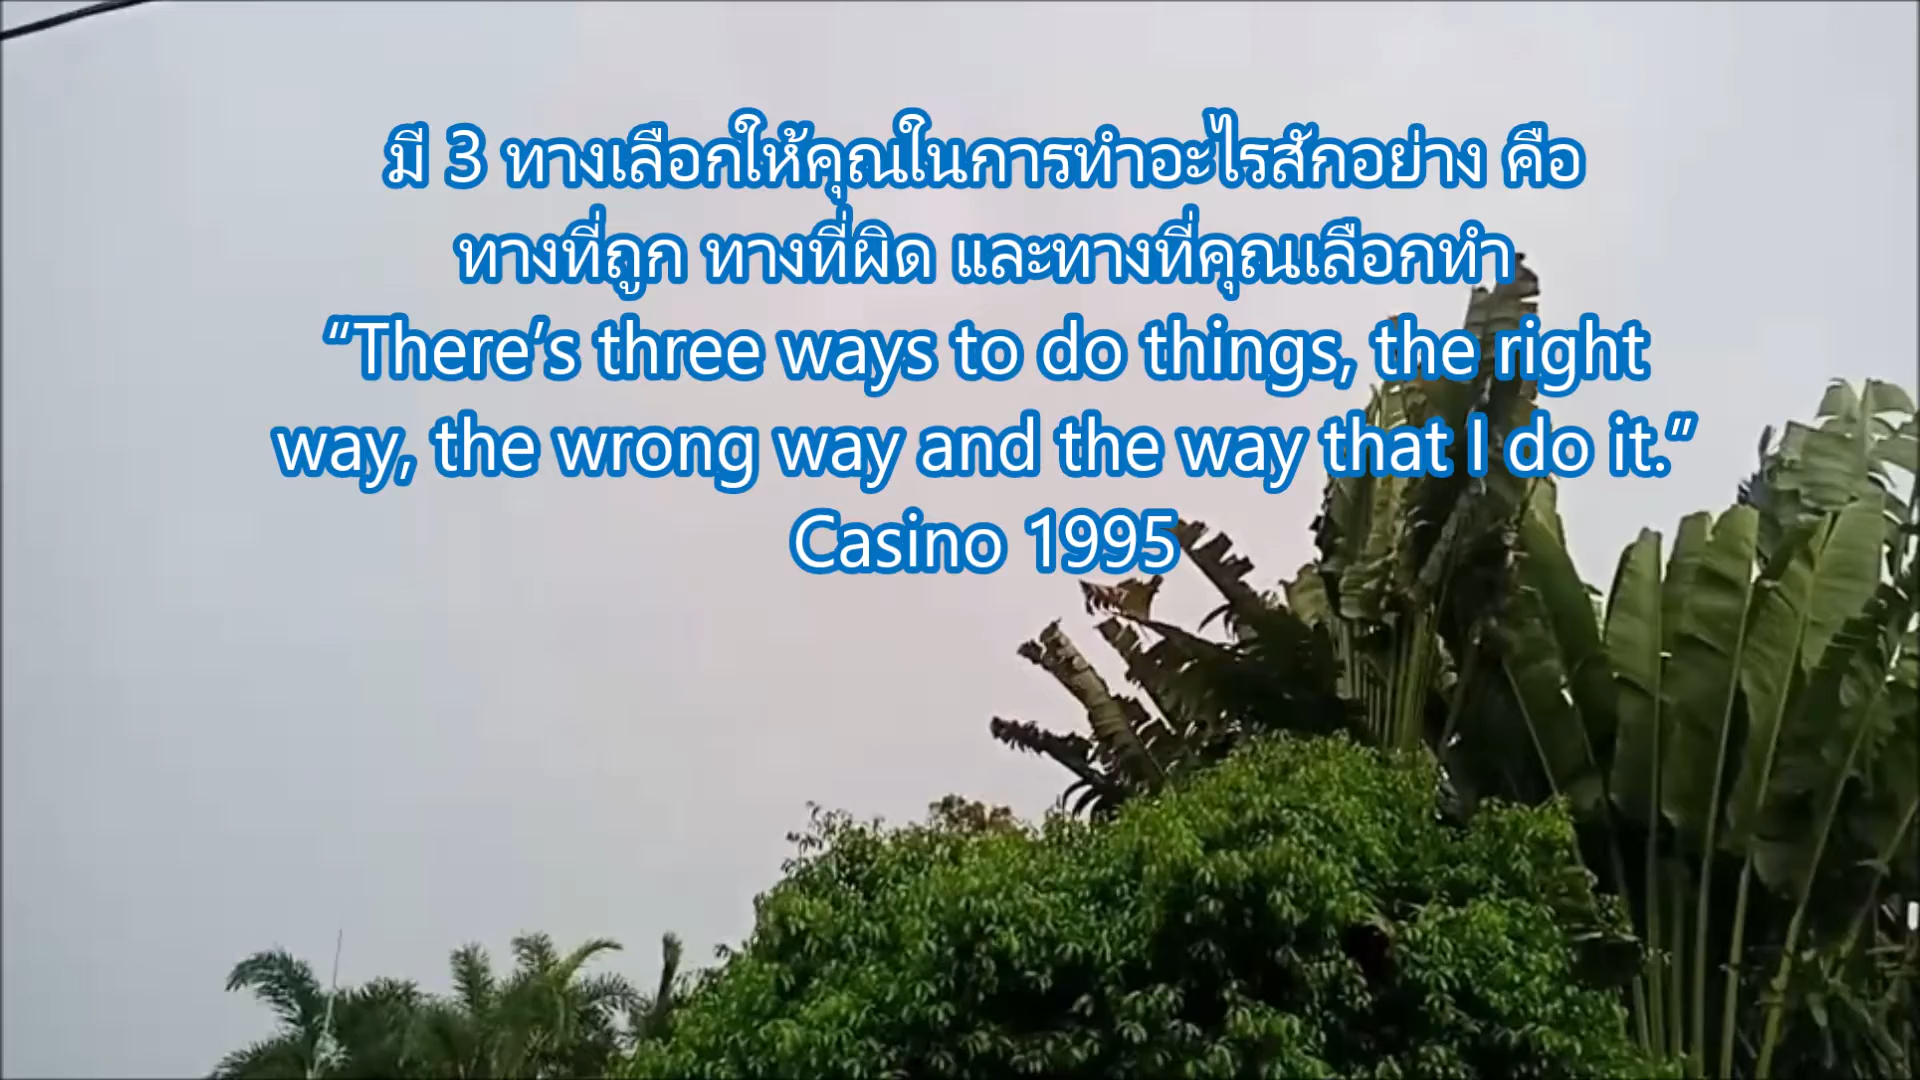 มี 3 ทางเลือกให้คุณในการทำอะไรสักอย่าง คือ
ทางที่ถูก ทางที่ผิด และทางที่คุณเลือกทำ
“There’s three ways to do things, the right
way, the wrong way and the way that I do it.”
Casino 1995